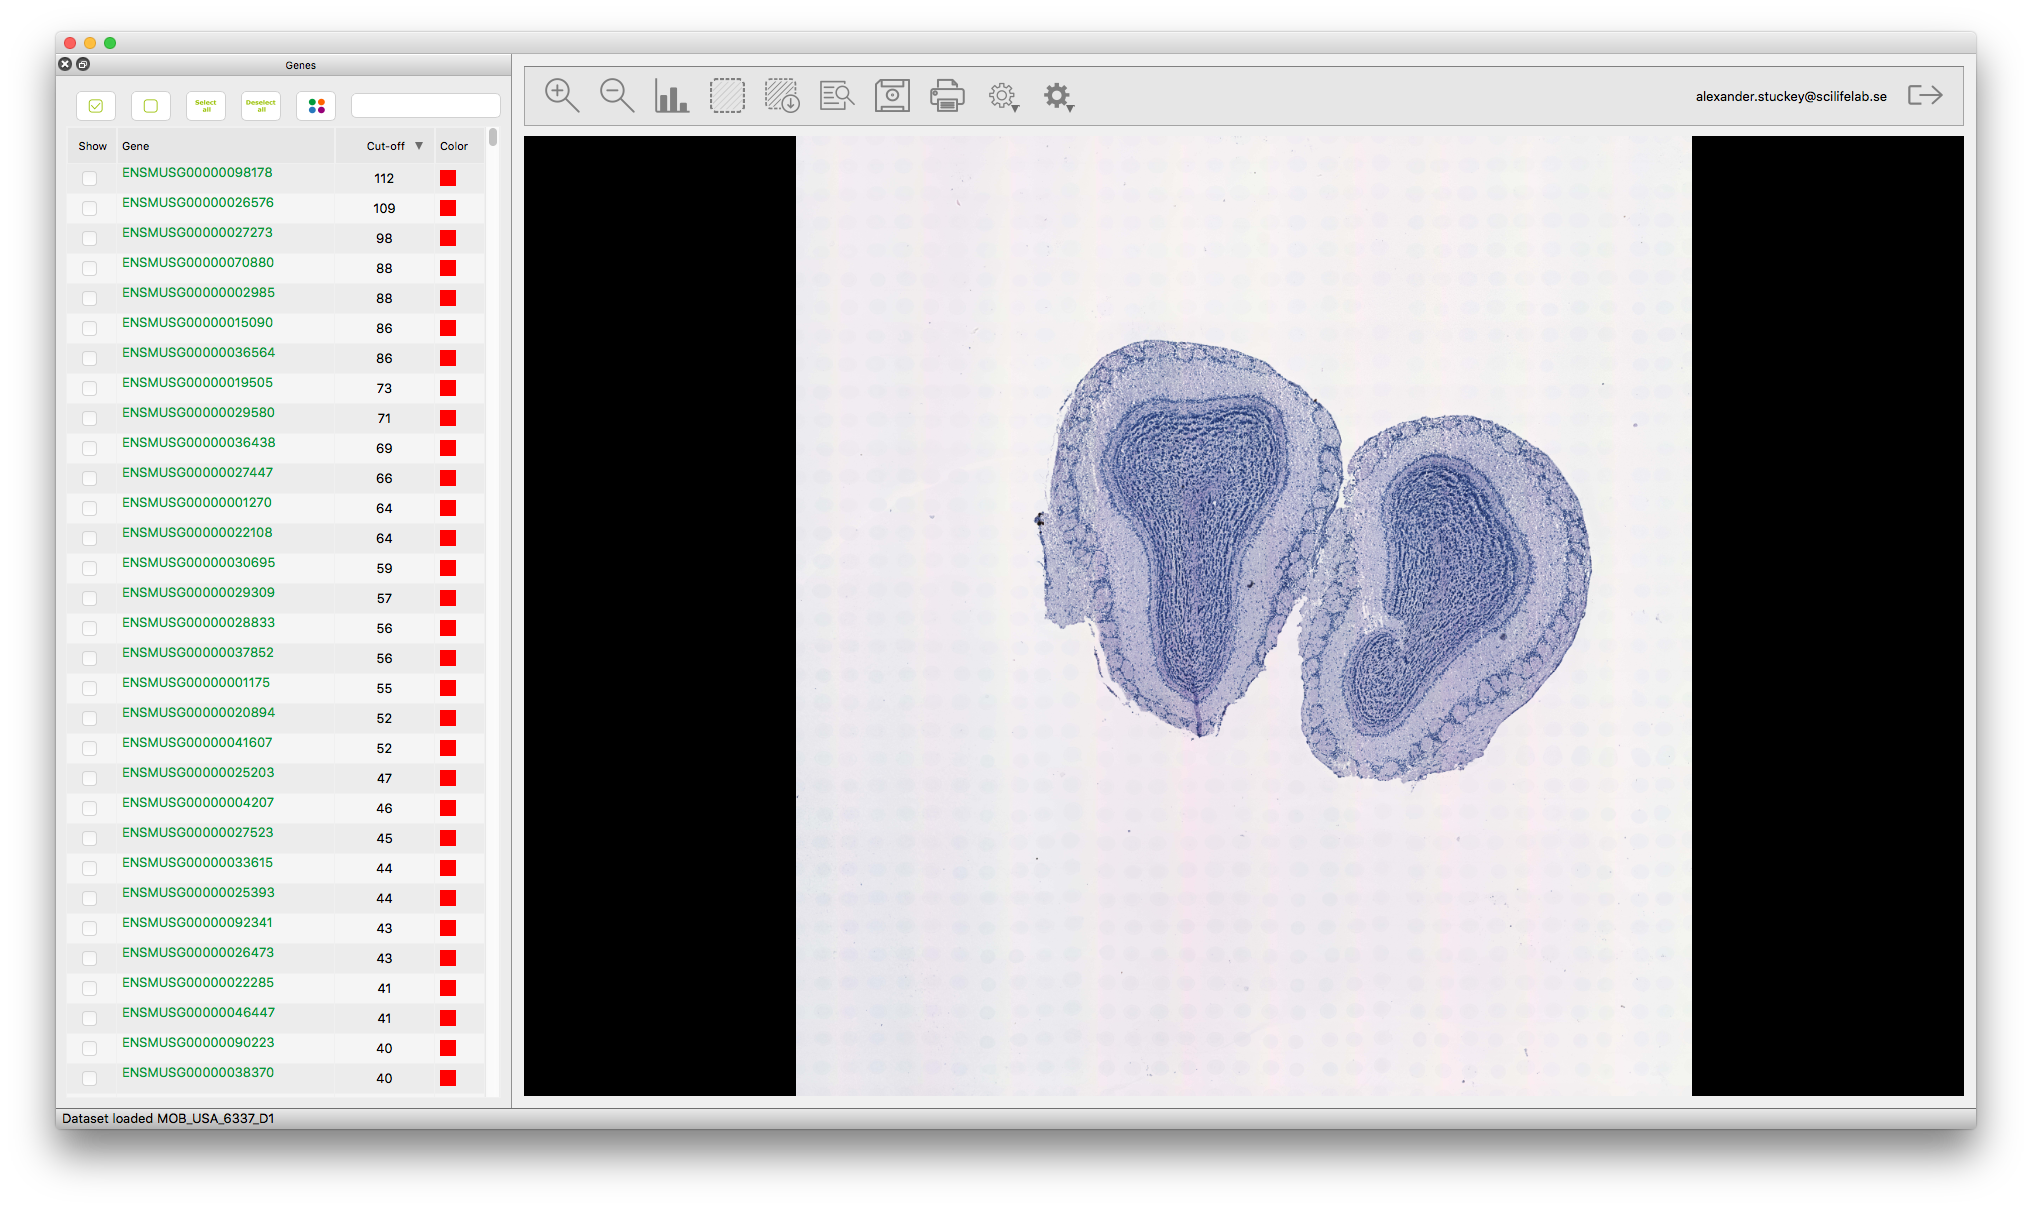 Genes
Select all
Deselect all
alexander.stuckey@scilifelab.se
Show Gene Cut-off Color
ENSMUSG00000098178 112
ENSMUSG00000026576 109
ENSMUSG00000027273 98
ENSMUSG00000070880 88
ENSMUSG00000002985 88
ENSMUSG00000015090 86
ENSMUSG00000036564 86
ENSMUSG00000019505 73
ENSMUSG00000029580 71
ENSMUSG00000036438 69
ENSMUSG00000027447 66
ENSMUSG00000001270 64
ENSMUSG00000022108 64
ENSMUSG00000030695 59
ENSMUSG00000029309 57
ENSMUSG00000028833 56
ENSMUSG00000037852 56
ENSMUSG00000001175 55
ENSMUSG00000020894 52
ENSMUSG00000041607 52
ENSMUSG00000025203 47
ENSMUSG00000004207 46
ENSMUSG00000027523 45
ENSMUSG00000033615 44
ENSMUSG00000025393 44
ENSMUSG00000092341 43
ENSMUSG00000026473 43
ENSMUSG00000022285 41
ENSMUSG00000046447 41
ENSMUSG00000090223 40
ENSMUSG00000038370 40
Dataset loaded MOB_USA_6337_D1